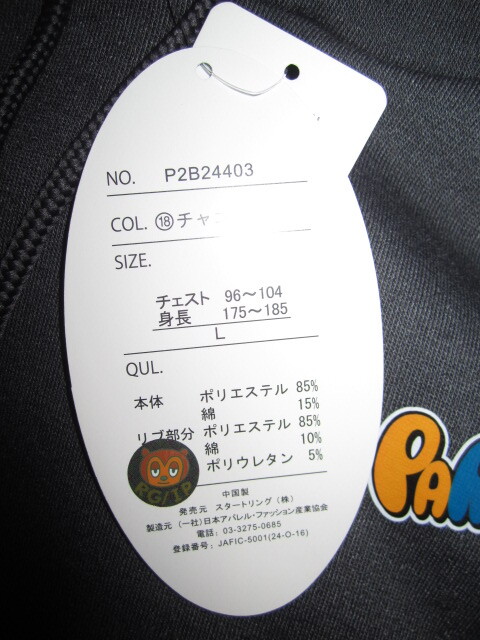 NO. P2B24403
COL. ⑱チャ
SIZE.
チェスト 96～104
身長 175～185
L
QUL.
本体 ポリエステル 85%
綿 15%
リブ部分 ポリエステル 85%
綿 10%
ポリウレタン 5%
RG/IP
中国製
発売元 スタートリング（株）
製造元 （一社）日本アパレル・ファッション産業協会
電話：03-3275-0685
登録番号：JAFIC-5001(24-O-16)
PAR